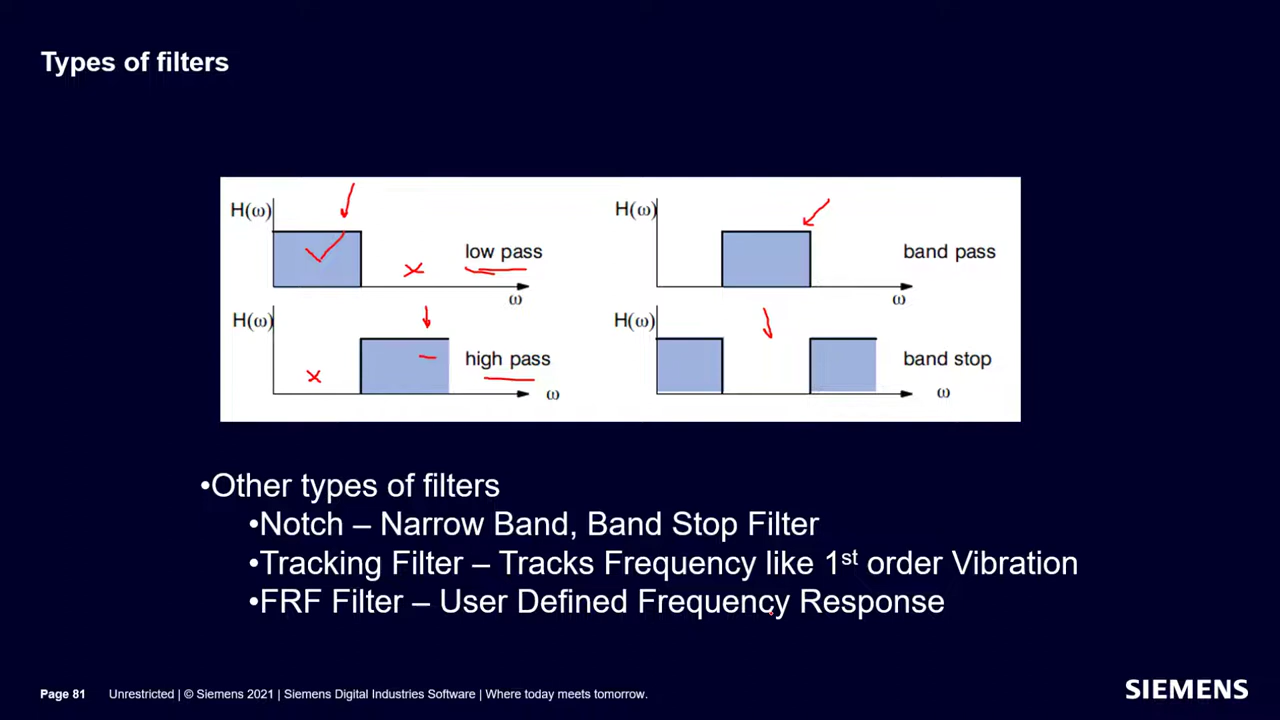 Types of filters
H(ω)
low pass
ω
H(ω)
band pass
ω
H(ω)
high pass
ω
H(ω)
band stop
ω
•Other types of filters
•Notch – Narrow Band, Band Stop Filter
•Tracking Filter – Tracks Frequency like 1st order Vibration
•FRF Filter – User Defined Frequency Response
Page 81 Unrestricted | © Siemens 2021 | Siemens Digital Industries Software | Where today meets tomorrow.
SIEMENS